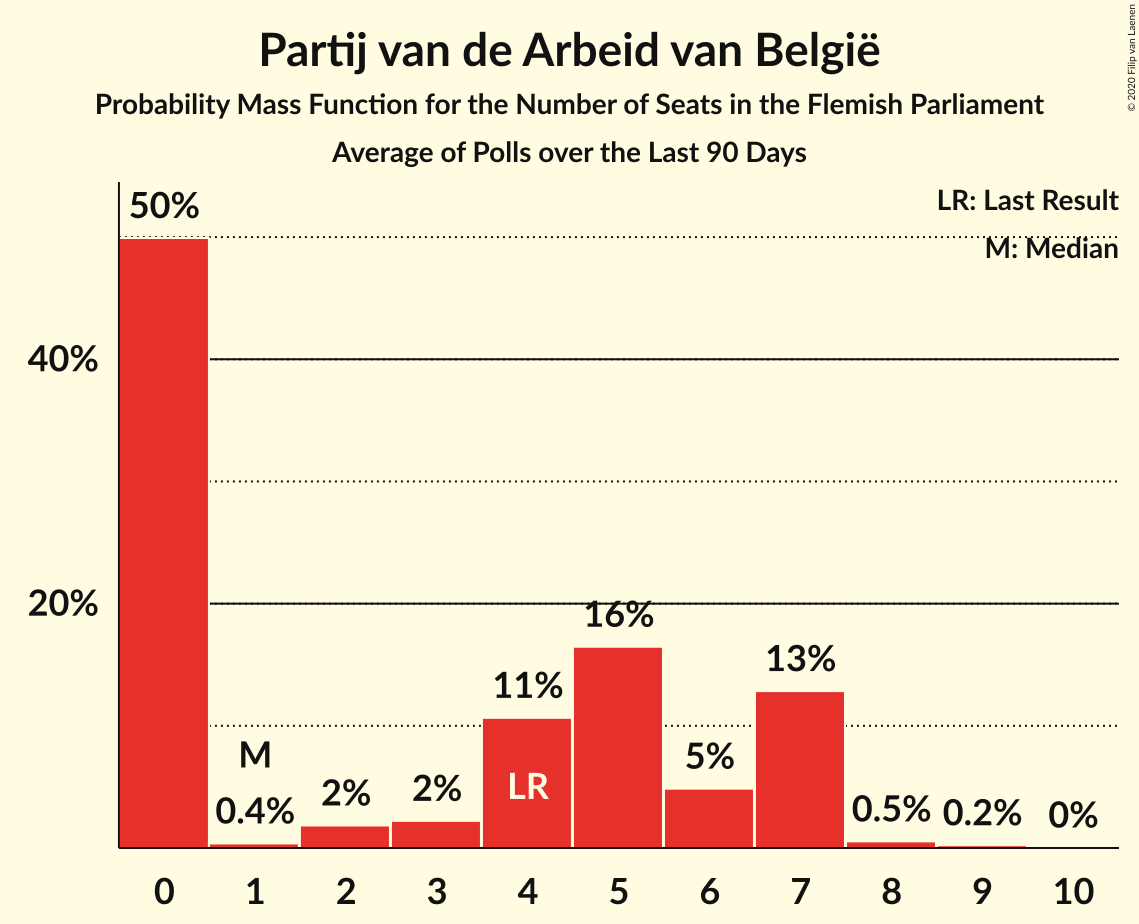 Partij van de Arbeid van België
Probability Mass Function for the Number of Seats in the Flemish Parliament
Average of Polls over the Last 90 Days
© 2020 Filip van Laenen
LR: Last Result
M: Median
50%
40%
20%
M
0.4%
2%
2%
11%
LR
16%
5%
13%
0.5%
0.2%
0%
0 1 2 3 4 5 6 7 8 9 10